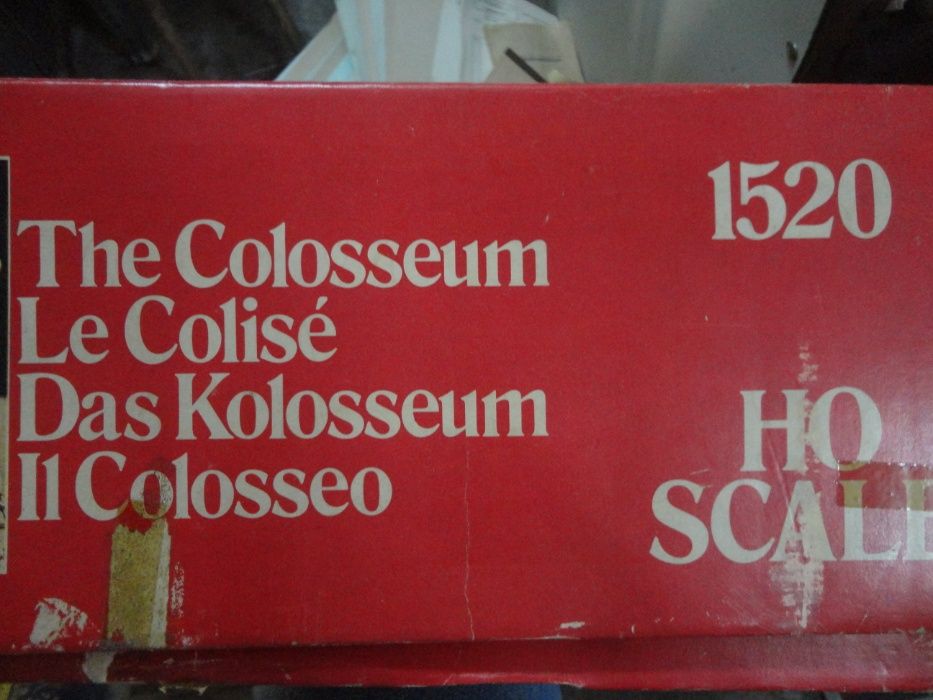 The Colosseum
Le Colisé
Das Kolosseum
Il Colosseo
1520
HO
SCALE